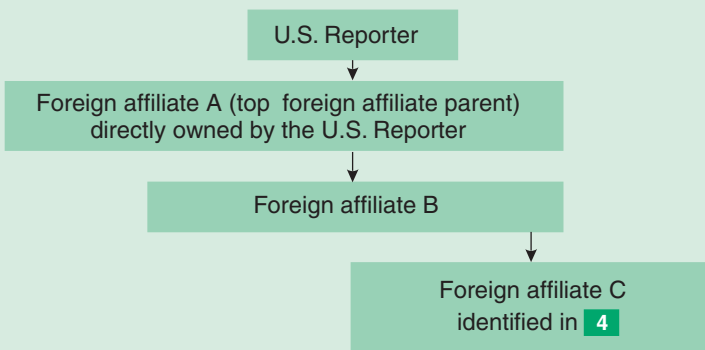 U.S. Reporter
Foreign affiliate A (top foreign affiliate parent)
directly owned by the U.S. Reporter
Foreign affiliate B
Foreign affiliate C
identified in 4